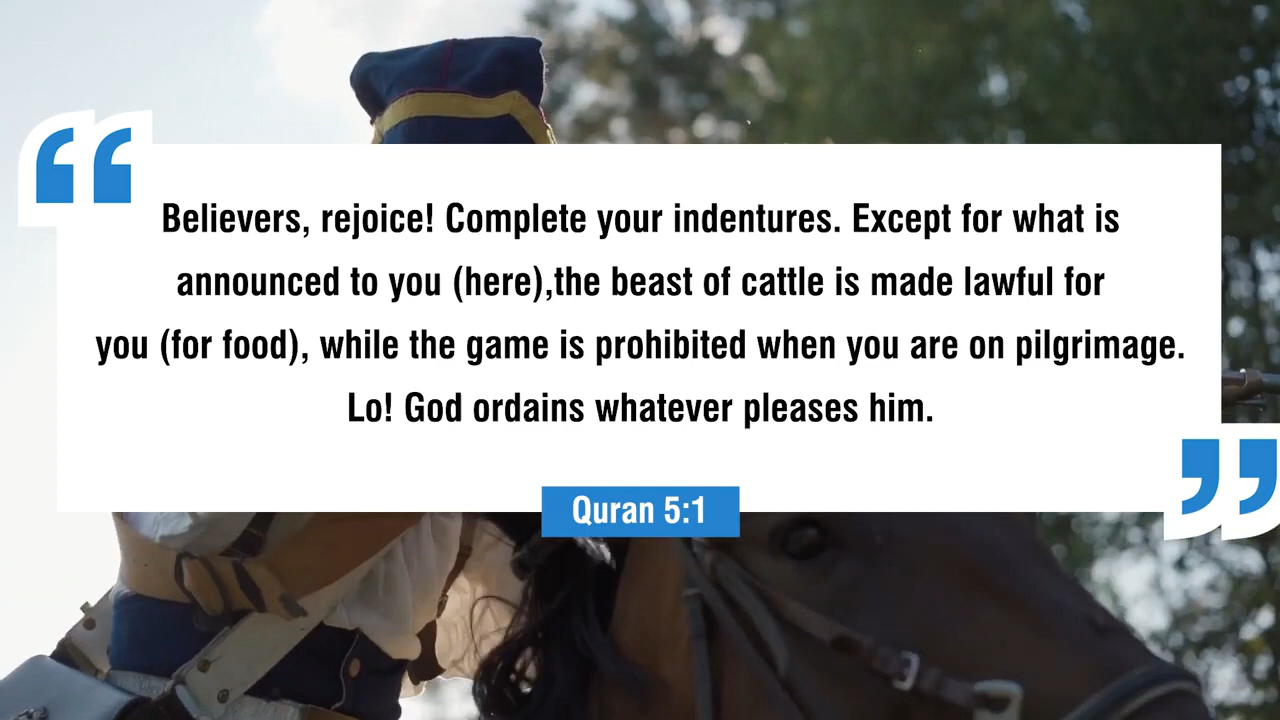 Believers, rejoice! Complete your indentures. Except for what is
announced to you (here),the beast of cattle is made lawful for
you (for food), while the game is prohibited when you are on pilgrimage.
Lo! God ordains whatever pleases him.
Quran 5:1